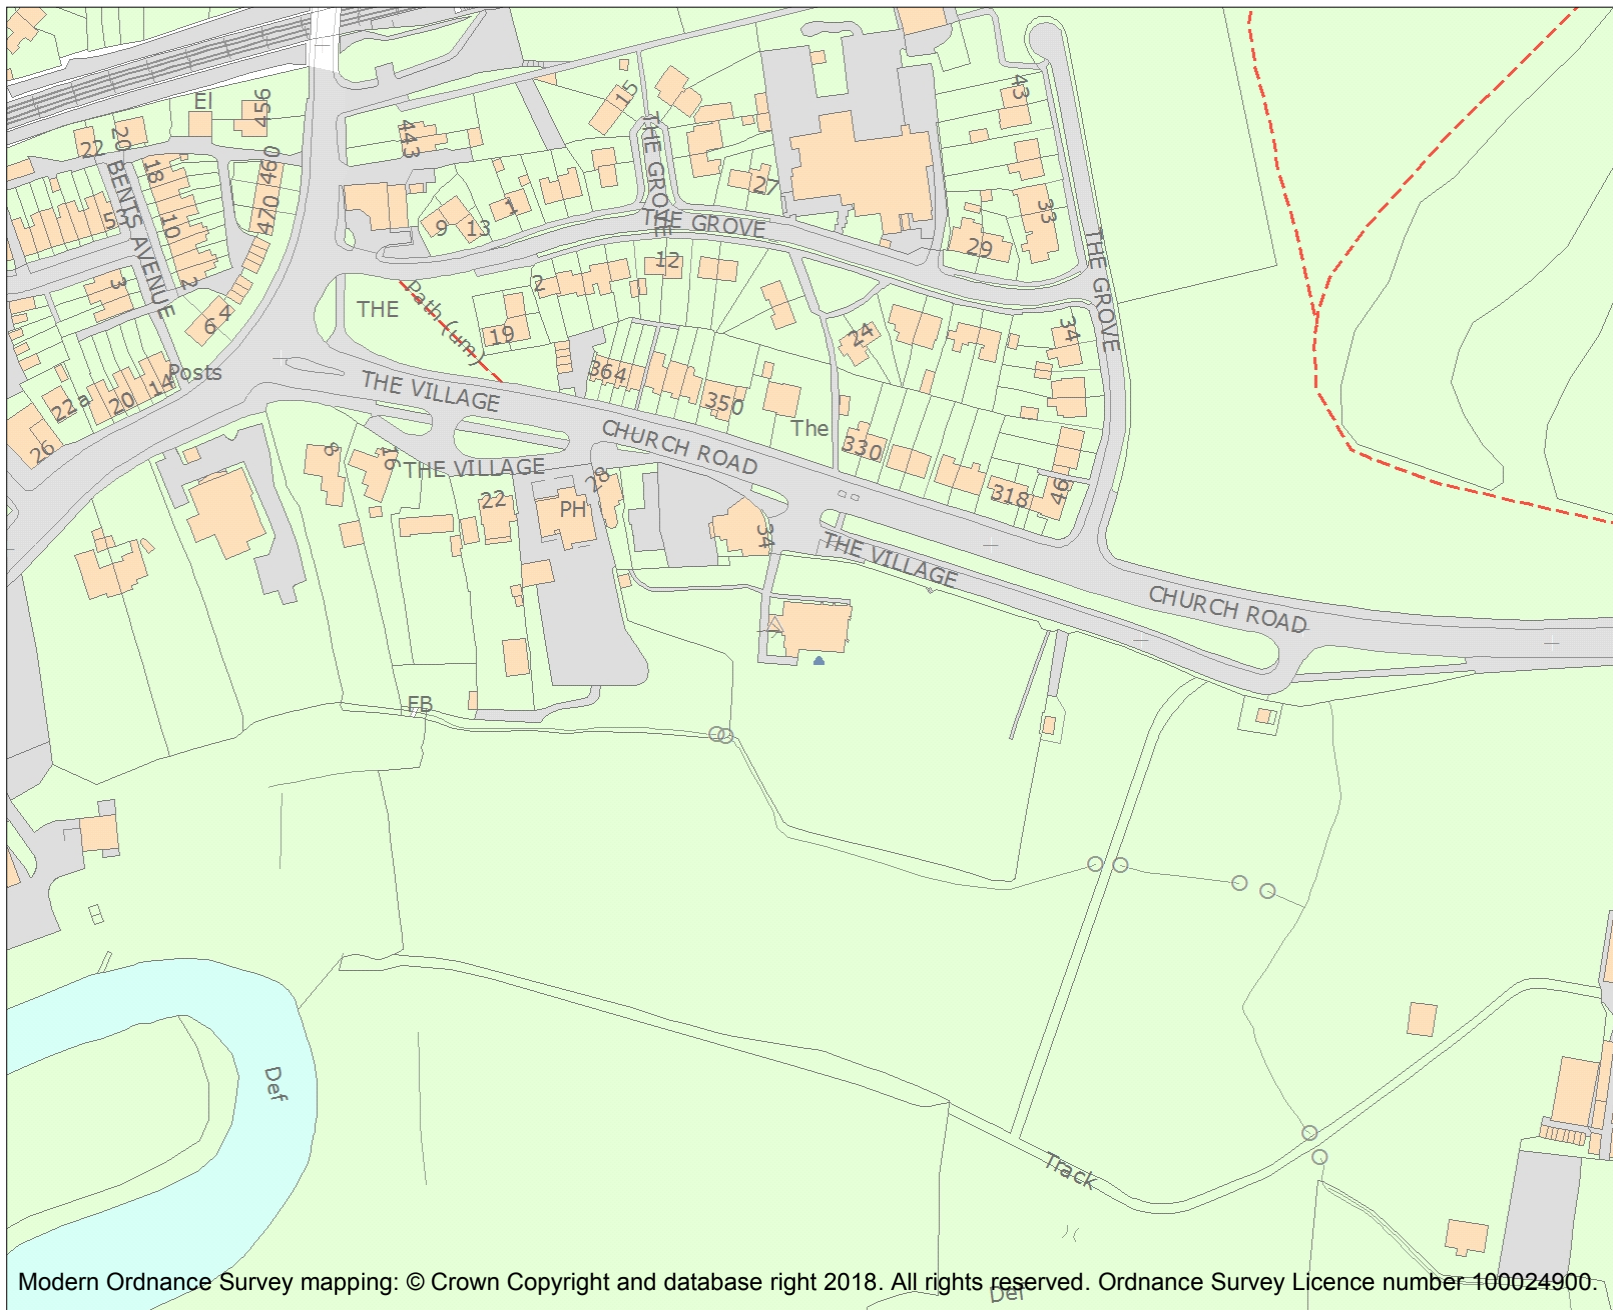 El
456
43
15
443
THE GROVE
20
22
18
460
27
BENTS AVENUE
53
10
470
1
9
13
THE GROVE
33
29
THE GROVE
12
3
2
2
THE
Path (um)
6
4
19
24
34
Posts
364
THE VILLAGE
14
22a
20
350
The
CHURCH ROAD
330
26
8
16
THE VILLAGE
28
22
PH
318
46
34
THE VILLAGE
CHURCH ROAD
FB
Def
Track
Def
Modern Ordnance Survey mapping: © Crown Copyright and database right 2018. All rights reserved. Ordnance Survey Licence number 100024900.